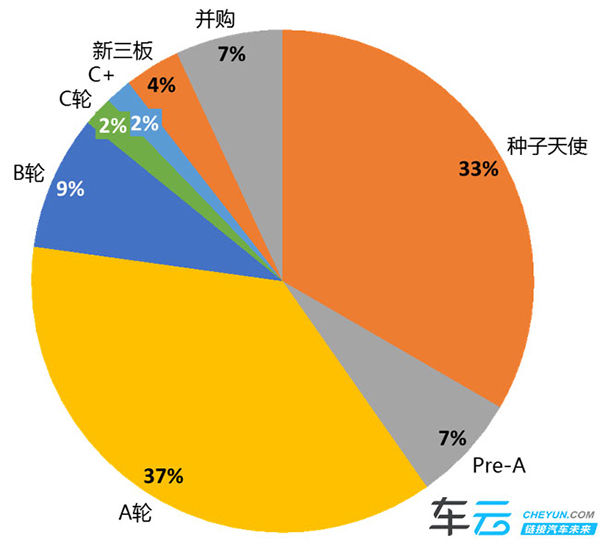 并购
7%
新三板
4%
C+
2%
C轮
2%
种子天使
33%
B轮
9%
7%
Pre-A
37%
A轮
车云
CHEYUN.COM
链接汽车未来